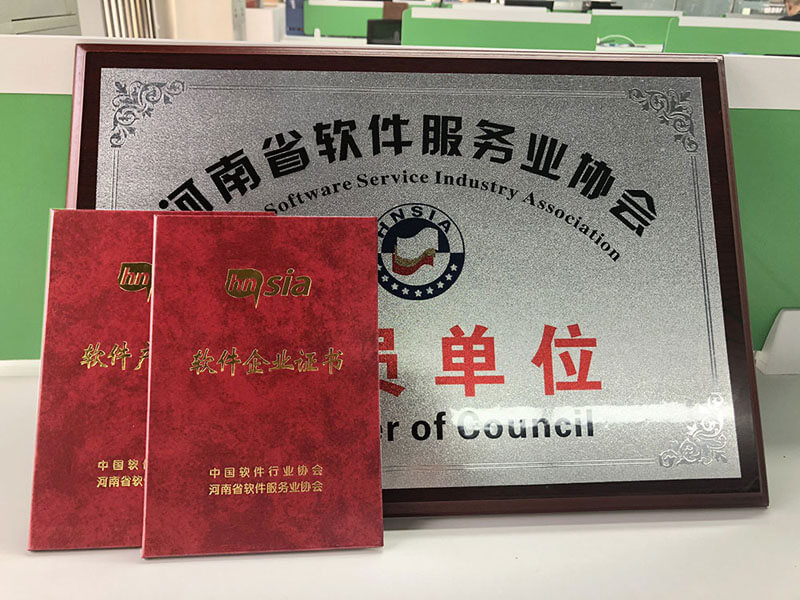 河南省软件服务业协会
Software Service Industry Association
HNSIA
员单位
er of Council
hn
软件产
中国软件
河南省软
hnsia
软件企业证书
中国软件行业协会
河南省软件服务业协会